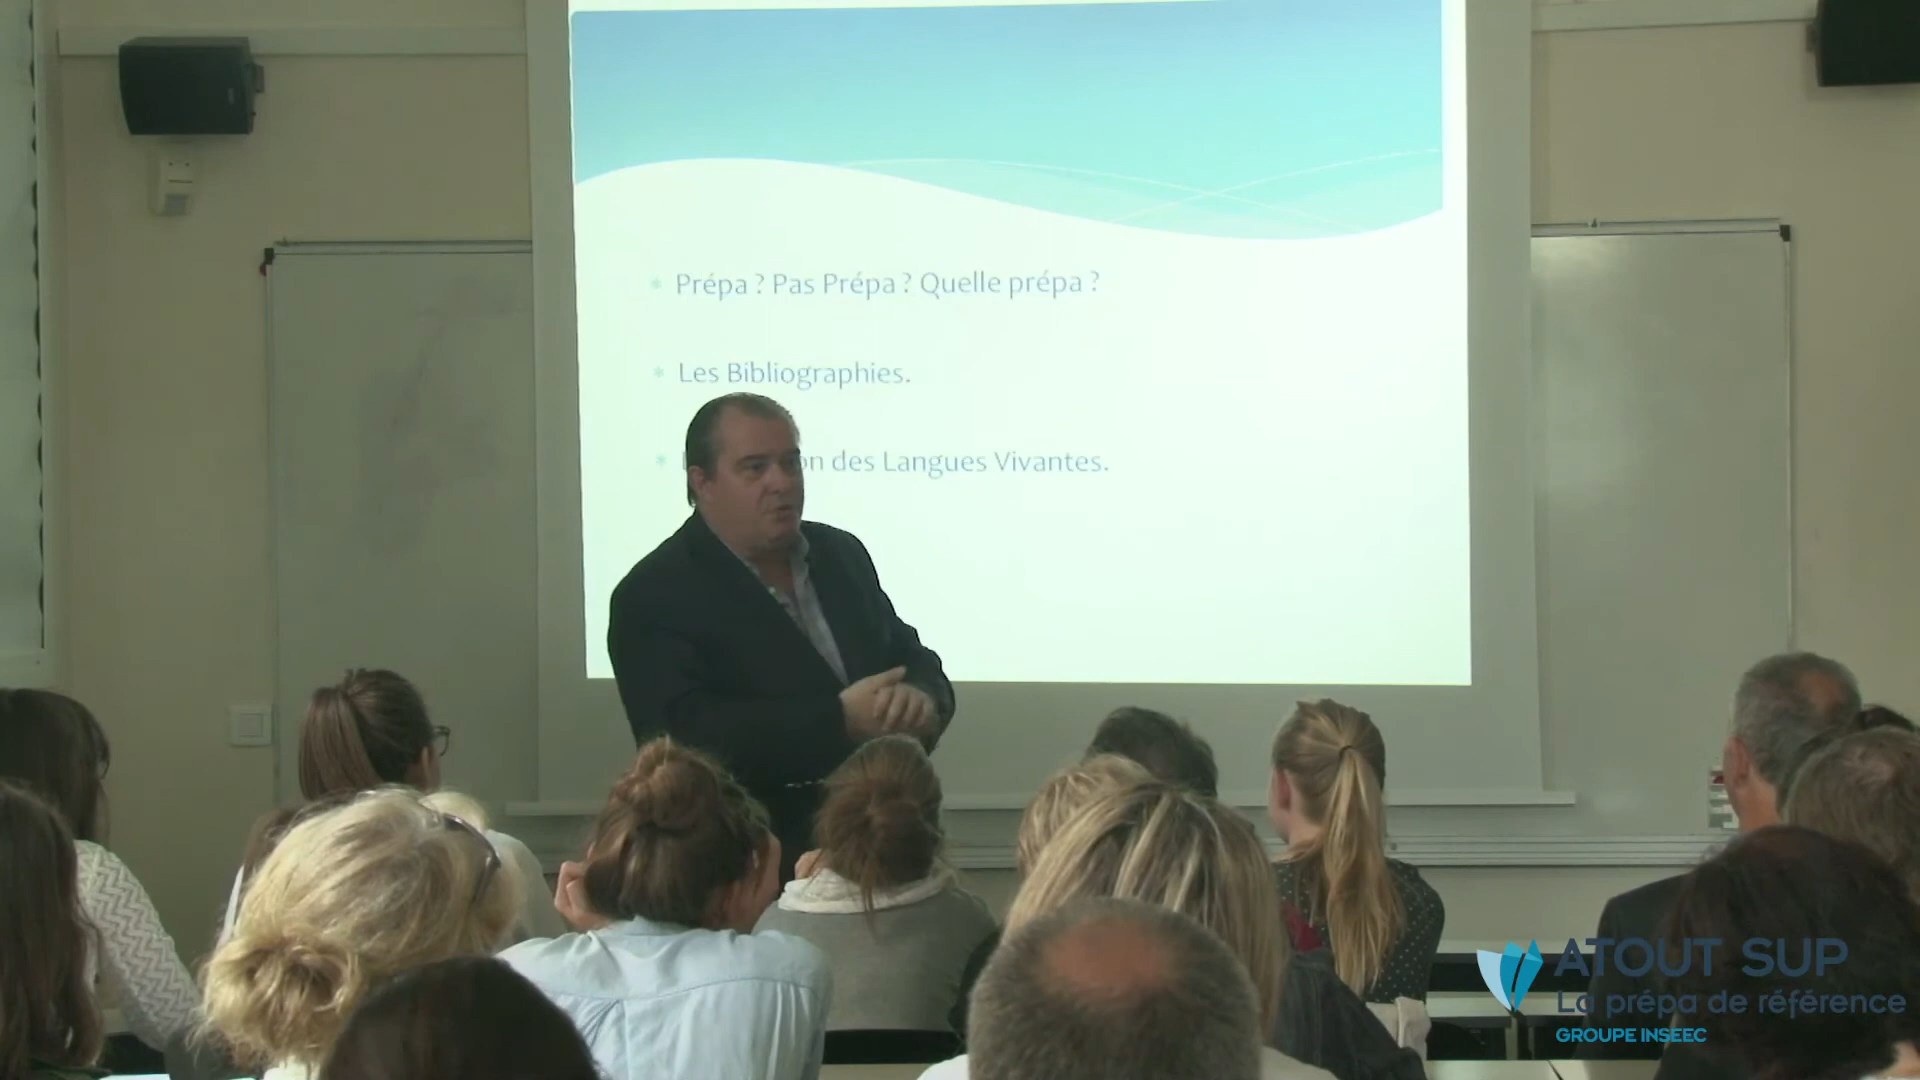 Prépa ? Pas Prépa ? Quelle prépa ?
Les Bibliographies.
des Langues Vivantes.
ATOUT SUP
La prépa de référence
GROUPE INSEEC